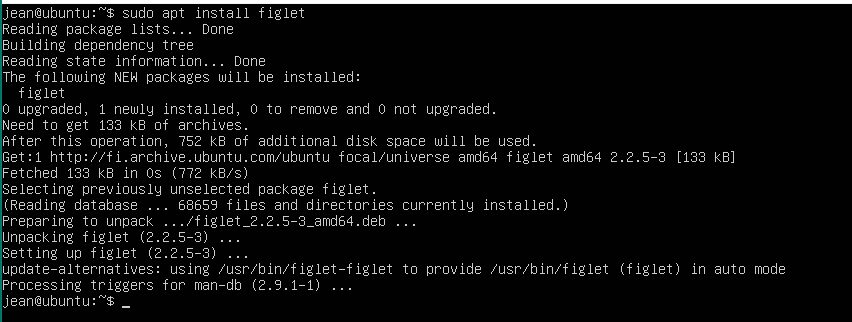 jean@ubuntu:~$ sudo apt install figlet
Reading package lists... Done
Building dependency tree
Reading state information... Done
The following NEW packages will be installed:
  figlet
0 upgraded, 1 newly installed, 0 to remove and 0 not upgraded.
Need to get 133 kB of archives.
After this operation, 752 kB of additional disk space will be used.
Get:1 http://fi.archive.ubuntu.com/ubuntu focal/universe amd64 figlet amd64 2.2.5-3 [133 kB]
Fetched 133 kB in 0s (772 kB/s)
Selecting previously unselected package figlet.
(Reading database ... 68659 files and directories currently installed.)
Preparing to unpack .../figlet_2.2.5-3_amd64.deb ...
Unpacking figlet (2.2.5-3) ...
Setting up figlet (2.2.5-3) ...
update-alternatives: using /usr/bin/figlet-figlet to provide /usr/bin/figlet (figlet) in auto mode
Processing triggers for man-db (2.9.1-1) ...
jean@ubuntu:~$ _